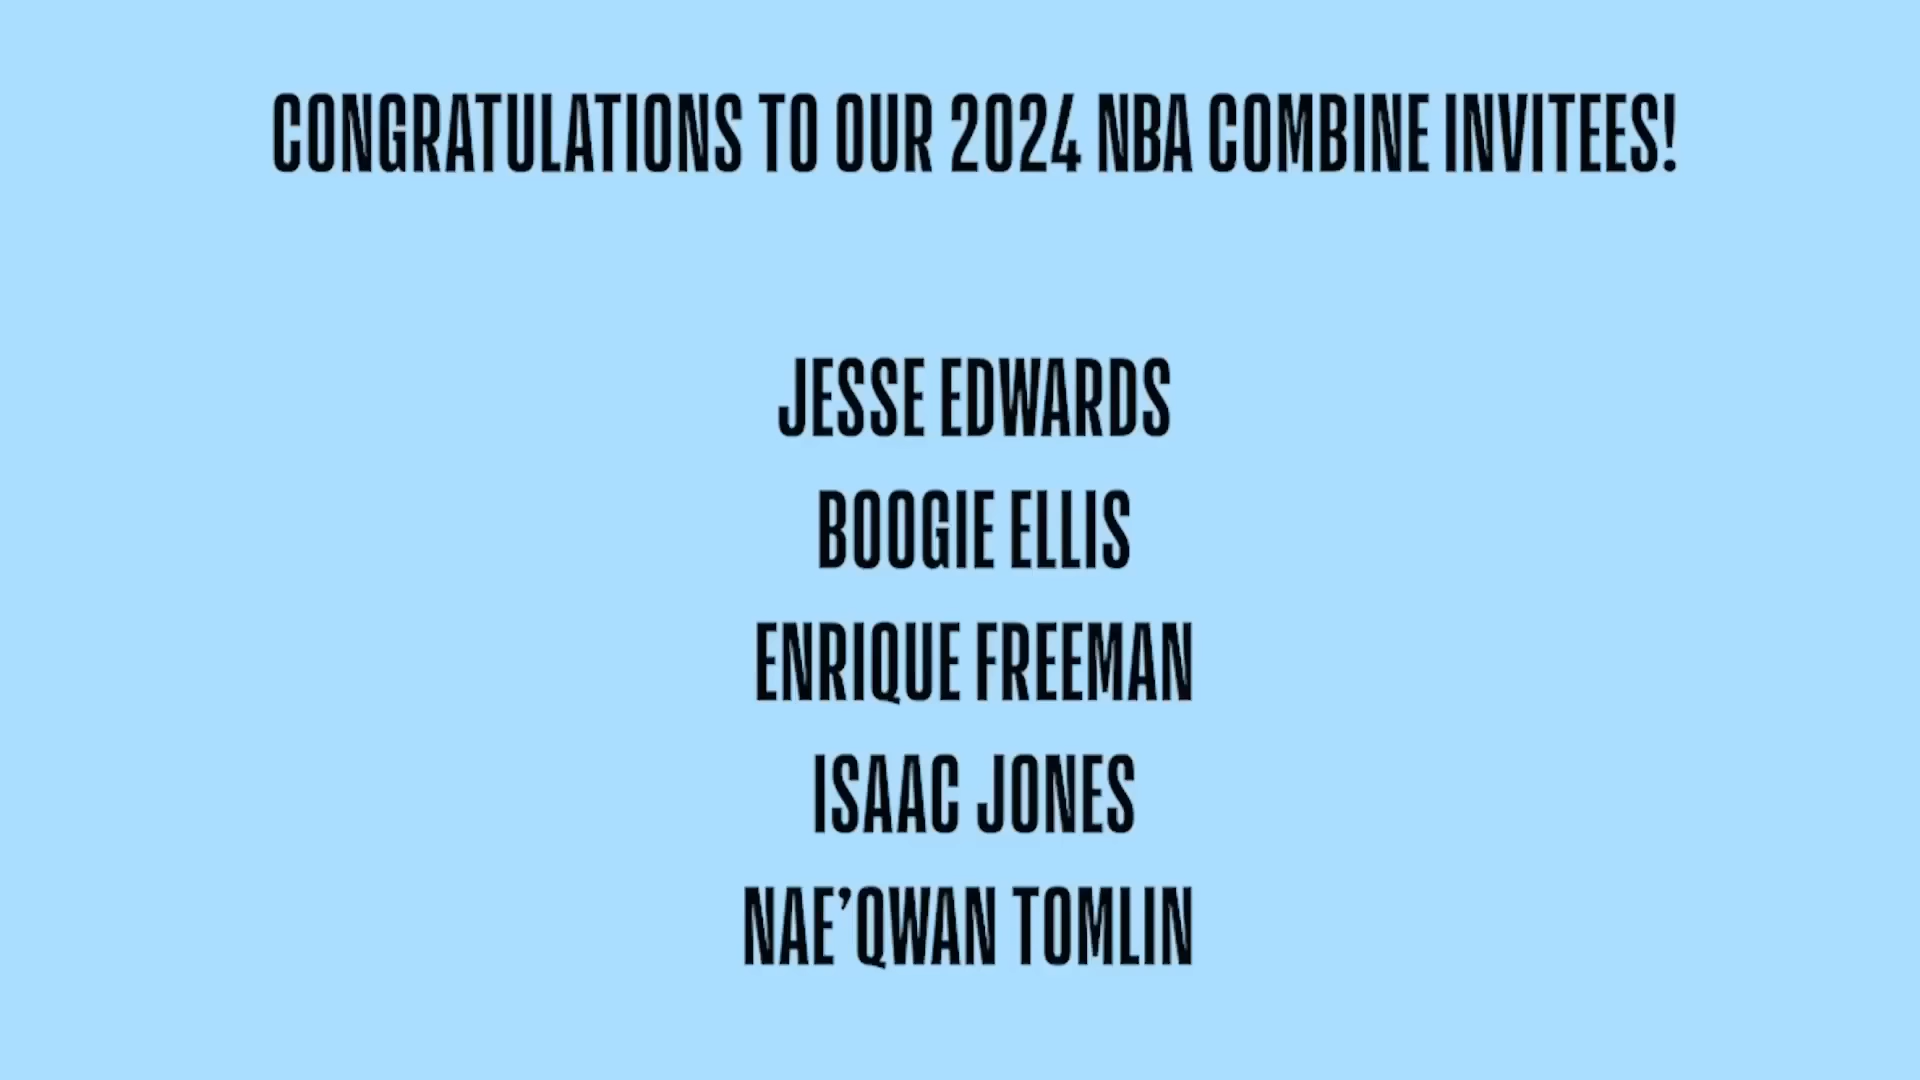 CONGRATULATIONS TO OUR 2024 NBA COMBINE INVITEES!
JESSE EDWARDS
BOOGIE ELLIS
ENRIQUE FREEMAN
ISAAC JONES
NAE’QWAN TOMLIN